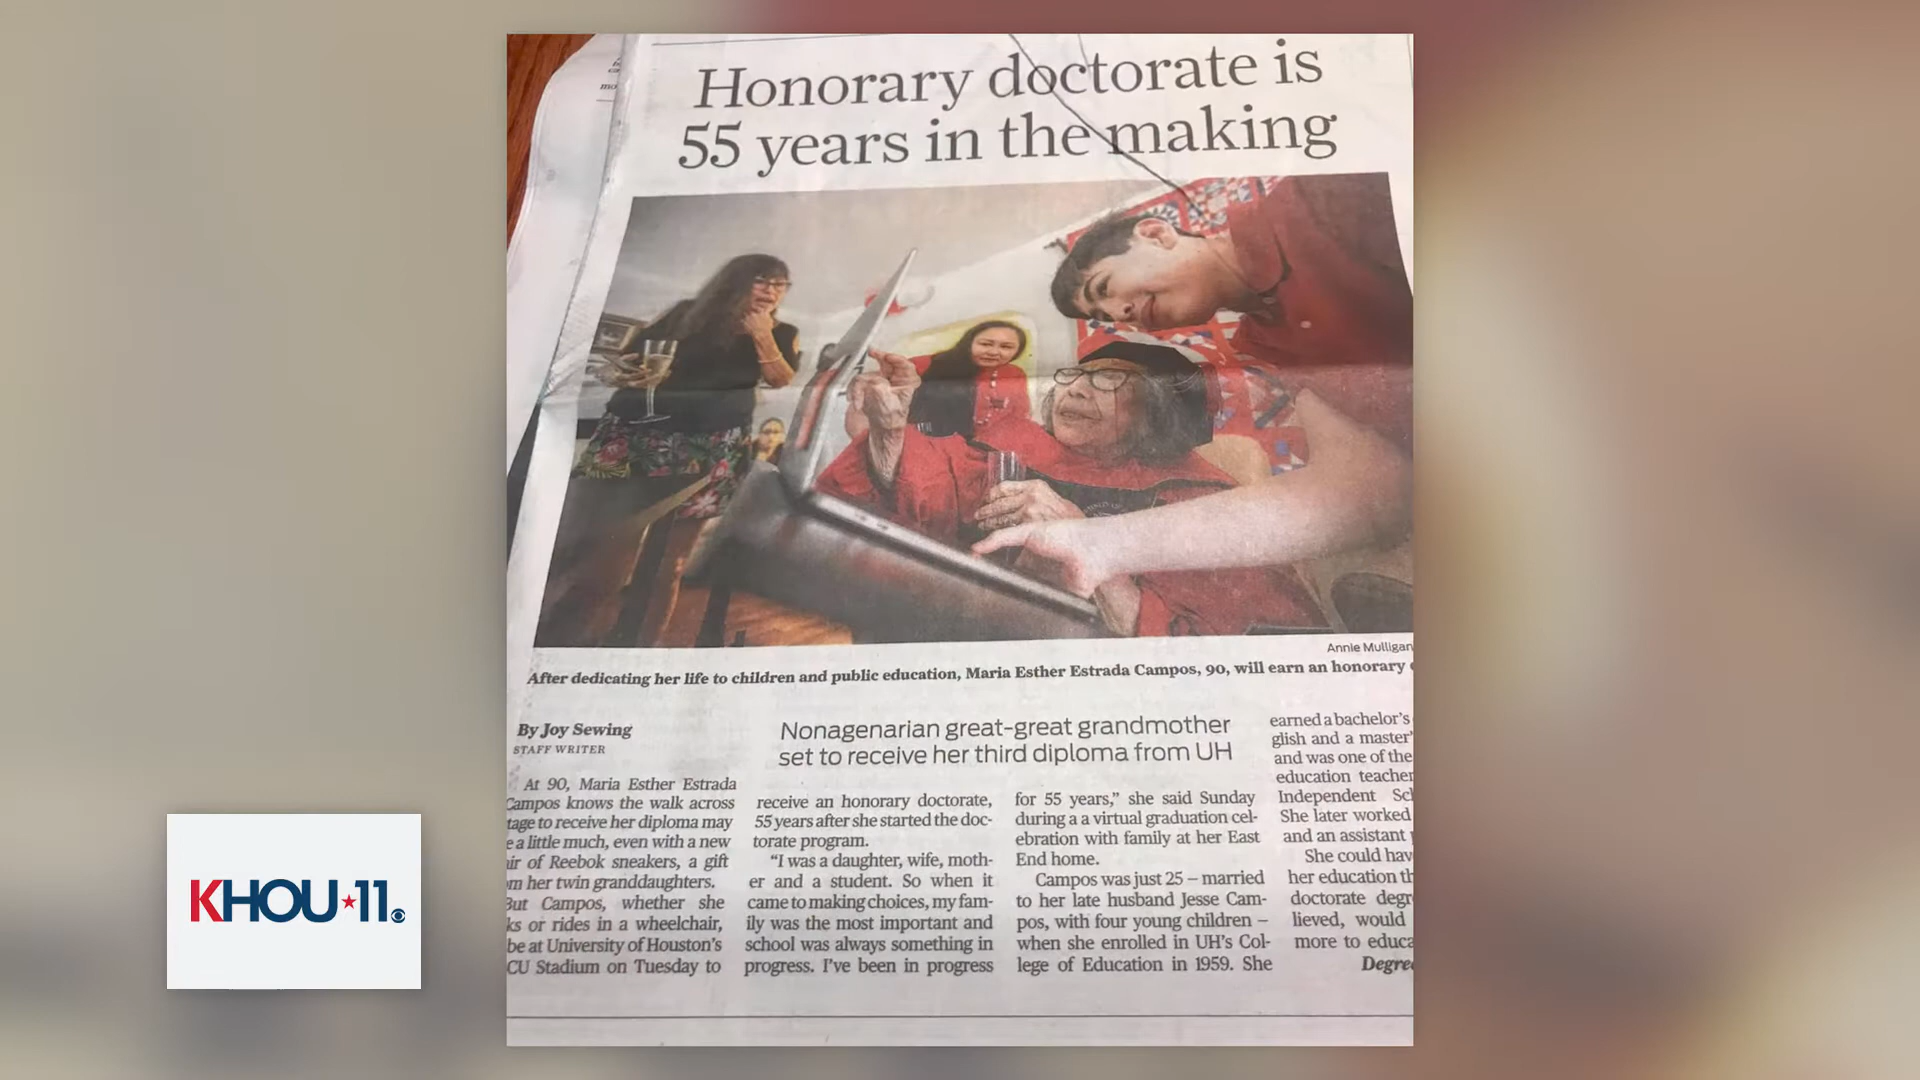 Honorary doctorate is
55 years in the making
Annie Mulligan
After dedicating her life to children and public education, Maria Esther Estrada Campos, 90, will earn an honorary
By Joy Sewing
STAFF WRITER
At 90, Maria Esther Estrada
Campos knows the walk across
tage to receive her diploma may
e a little much, even with a new
ir of Reebok sneakers, a gift
m her twin granddaughters.
But Campos, whether she
ks or rides in a wheelchair,
be at University of Houston's
CU Stadium on Tuesday to
Nonagenarian great-great grandmother
set to receive her third diploma from UH
receive an honorary doctorate,
55 years after she started the doc-
torate program.
"I was a daughter, wife, moth-
er and a student. So when it
came to making choices, my fam-
ily was the most important and
school was always something in
progress. I've been in progress
for 55 years," she said Sunday
during a a virtual graduation cel-
ebration with family at her East
End home.
Campos was just 25 – married
to her late husband Jesse Cam-
pos, with four young children –
when she enrolled in UH's Col-
lege of Education in 1959. She
earned a bachelor's
glish and a master'
and was one of the
education teacher
Independent Sc
She later worked
and an assistant
She could hav
her education th
doctorate degr
lieved, would
more to educa
Degree
KHOU★11